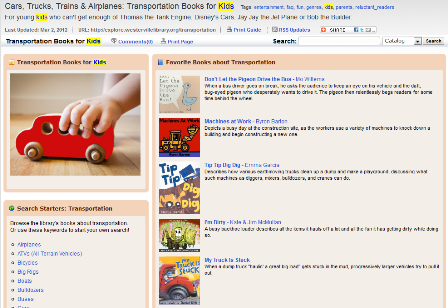 Cars, Trucks, Trains & Airplanes: Transportation Books for Kids
Tags: entertainment, faq, fun, genres, kids, parents, reluctant_readers
For young kids who can't get enough of Thomas the Tank Engine, Disney's Cars, Jay Jay the Jet Plane or Bob the Builder
Last Updated: Mar 2, 2012 | URL: http://explore.westervillelibrary.org/transportation | Print Guide | RSS Updates | SHARE
Transportation Books for Kids Comments(0) Print Page Search: Catalog Search
Transportation Books for Kids
Search Starters: Transportation
Browse the library's books about transportation.
Or use these keywords to start your own search!
Airplanes
ATVs (All Terrain Vehicles)
Bicycles
Big Rigs
Boats
Bulldozers
Buses
Favorite Books about Transportation
Don't Let the Pigeon Drive the Bus - Mo Willems
When a bus driver goes on break, he asks the audience to keep an eye on his vehicle and the daft,
bug-eyed pigeon who desperately wants to drive it. The pigeon then relentlessly begs readers for some
time behind the wheel.
Machines at Work - Byron Barton
Depicts a busy day at the construction site, as the workers use a variety of machines to knock down a
building and begin constructing a new one.
Tip Tip Dig Dig - Emma Garcia
Describes how various earthmoving trucks clean up a dump and make a playground; discussing what
such machines as diggers, mixers, bulldozers, and cranes can do.
I'm Dirty - Kate & Jim McMullan
A busy backhoe loader describes all the items it hauls off a lot and all the fun it has getting dirty while doing
so.
My Truck Is Stuck
When a dump truck "haulin' a great big load" gets stuck in the mud, progressively larger vehicles try to pull it
out.